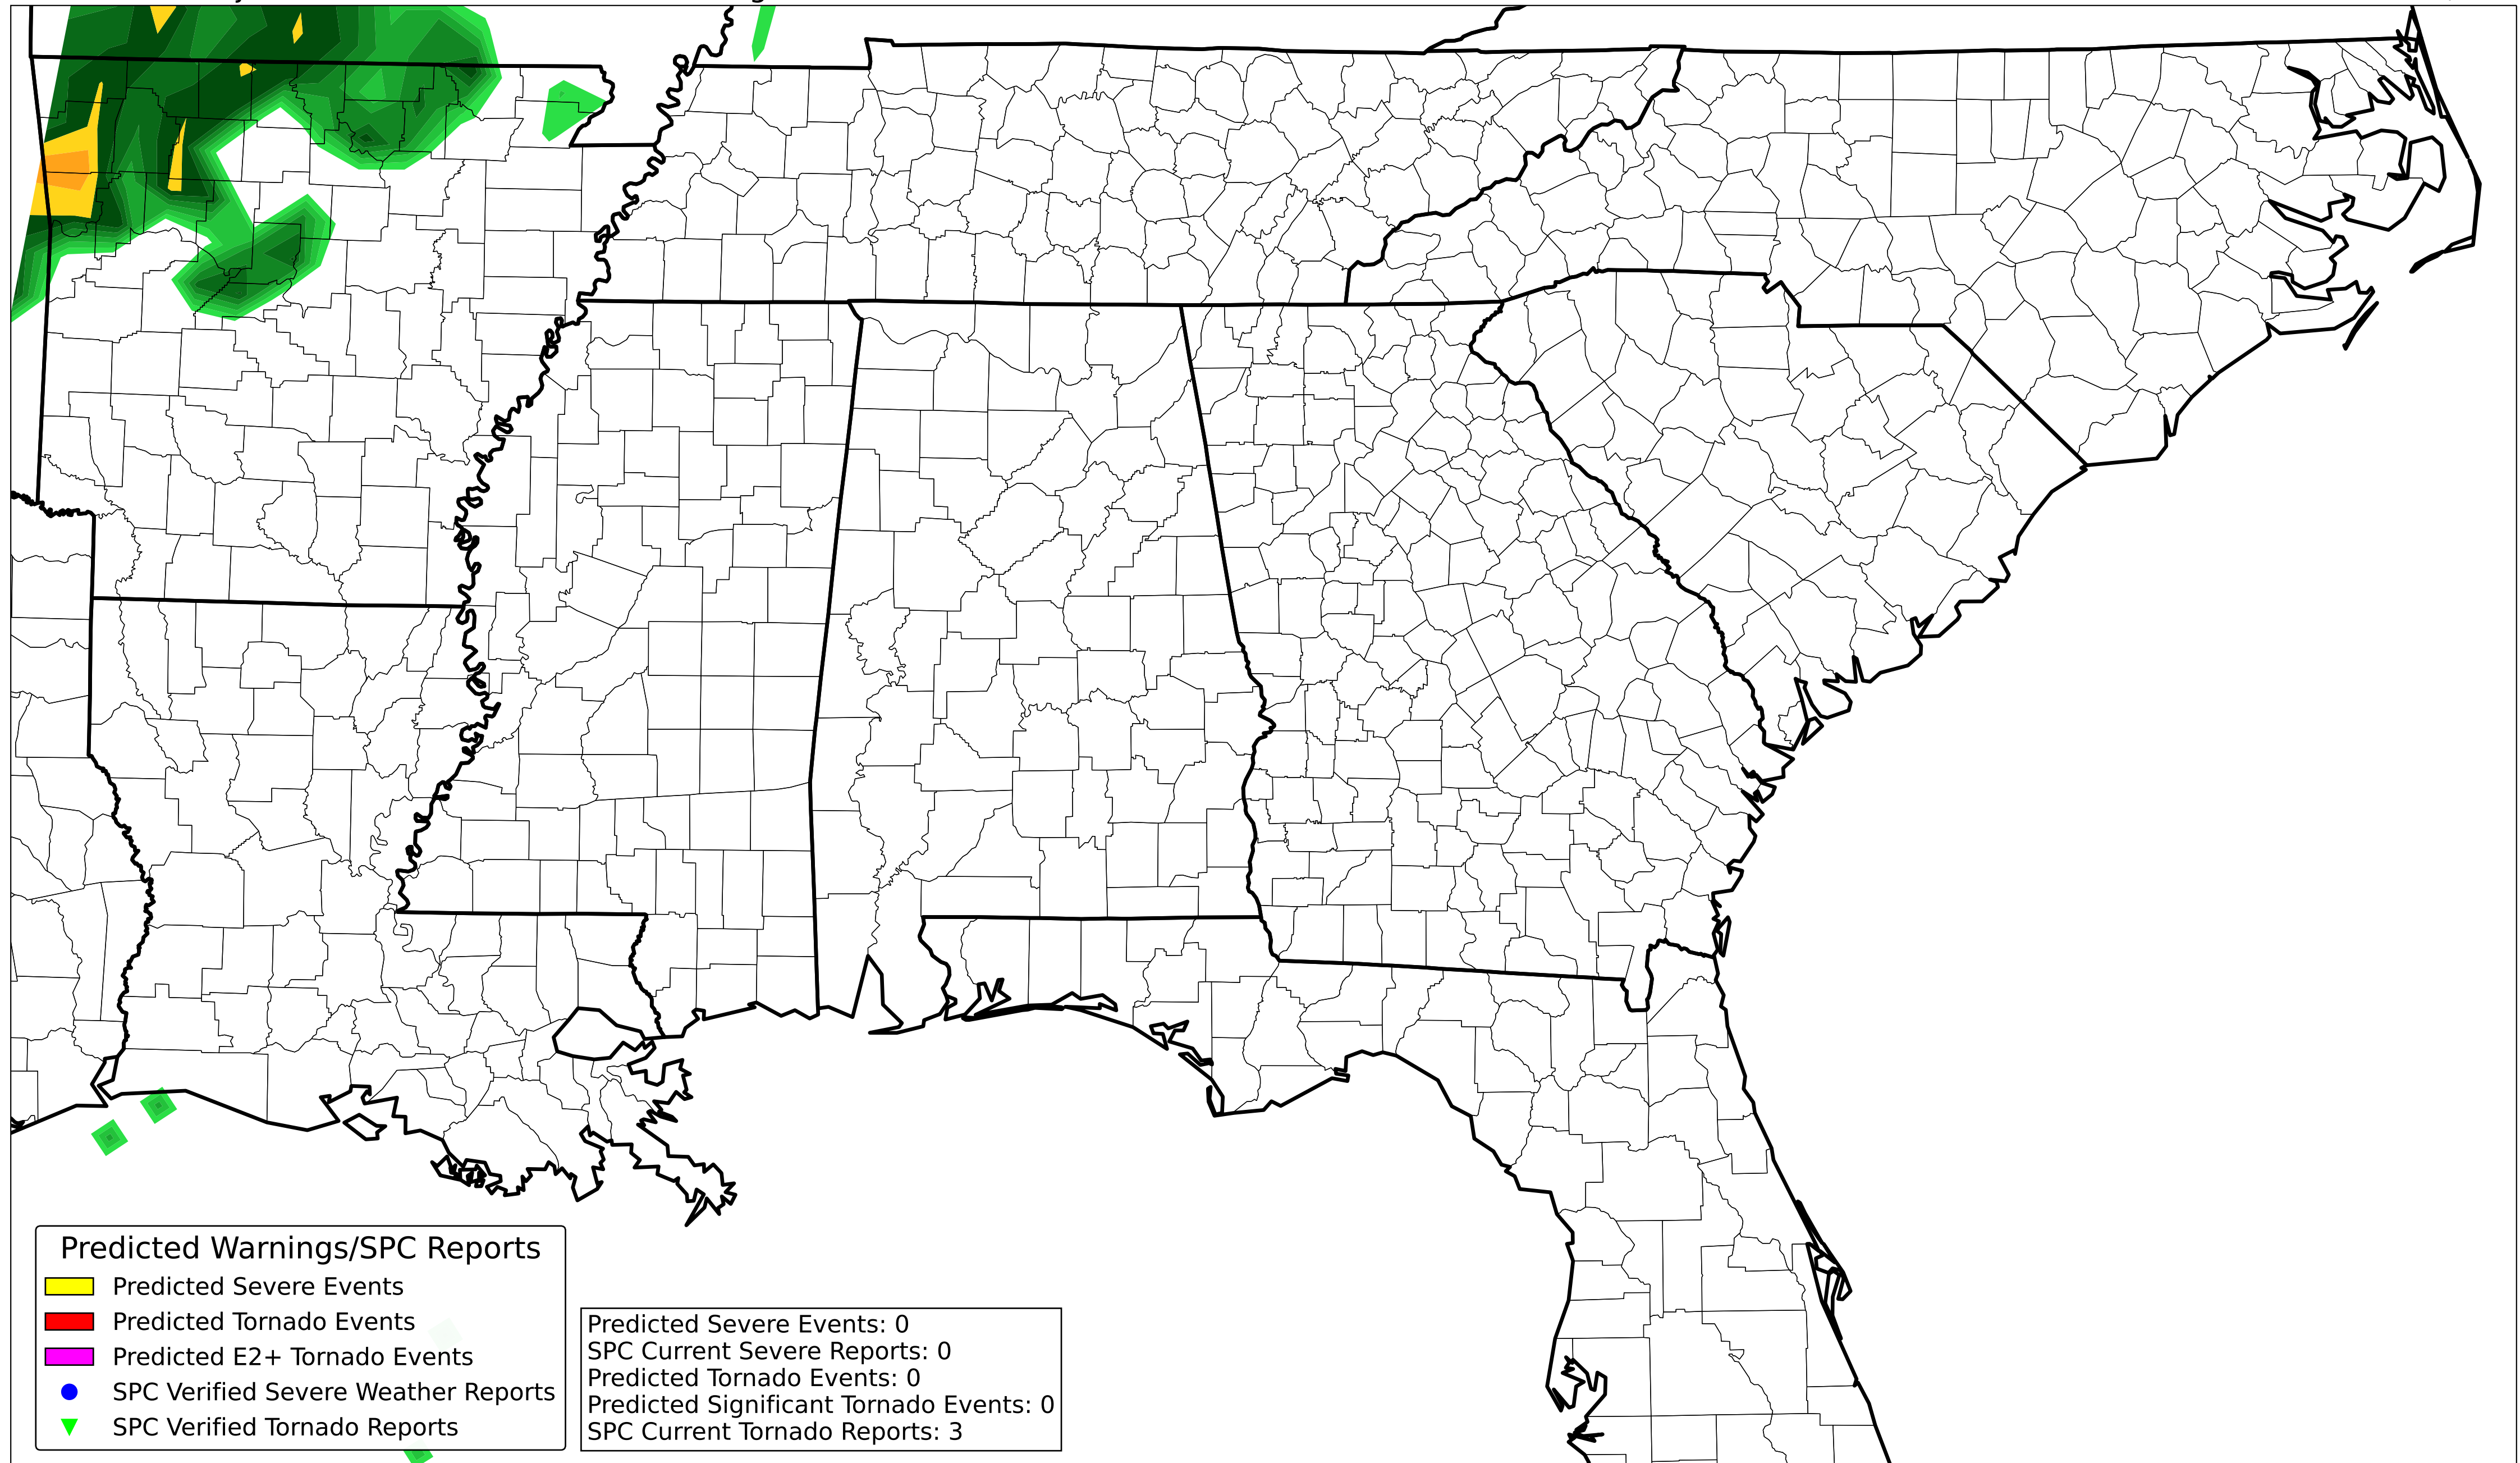 Predicted Warnings/SPC Reports
Predicted Severe Events
Predicted Tornado Events
Predicted E2+ Tornado Events
SPC Verified Severe Weather Reports
SPC Verified Tornado Reports
Predicted Severe Events: 0
SPC Current Severe Reports: 0
Predicted Tornado Events: 0
Predicted Significant Tornado Events: 0
SPC Current Tornado Reports: 3